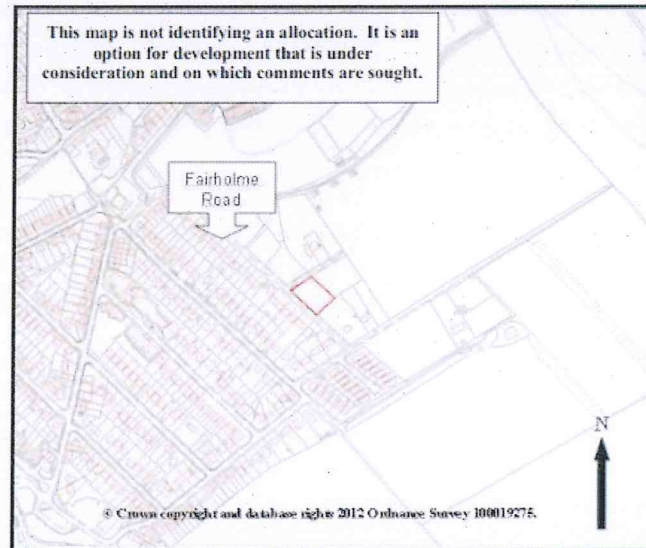 This map is not identifying an allocation. It is an
option for development that is under
consideration and on which comments are sought.
Fairholme
Road
N
© Crown copyright and database rights 2012 Ordnance Survey 100019275.